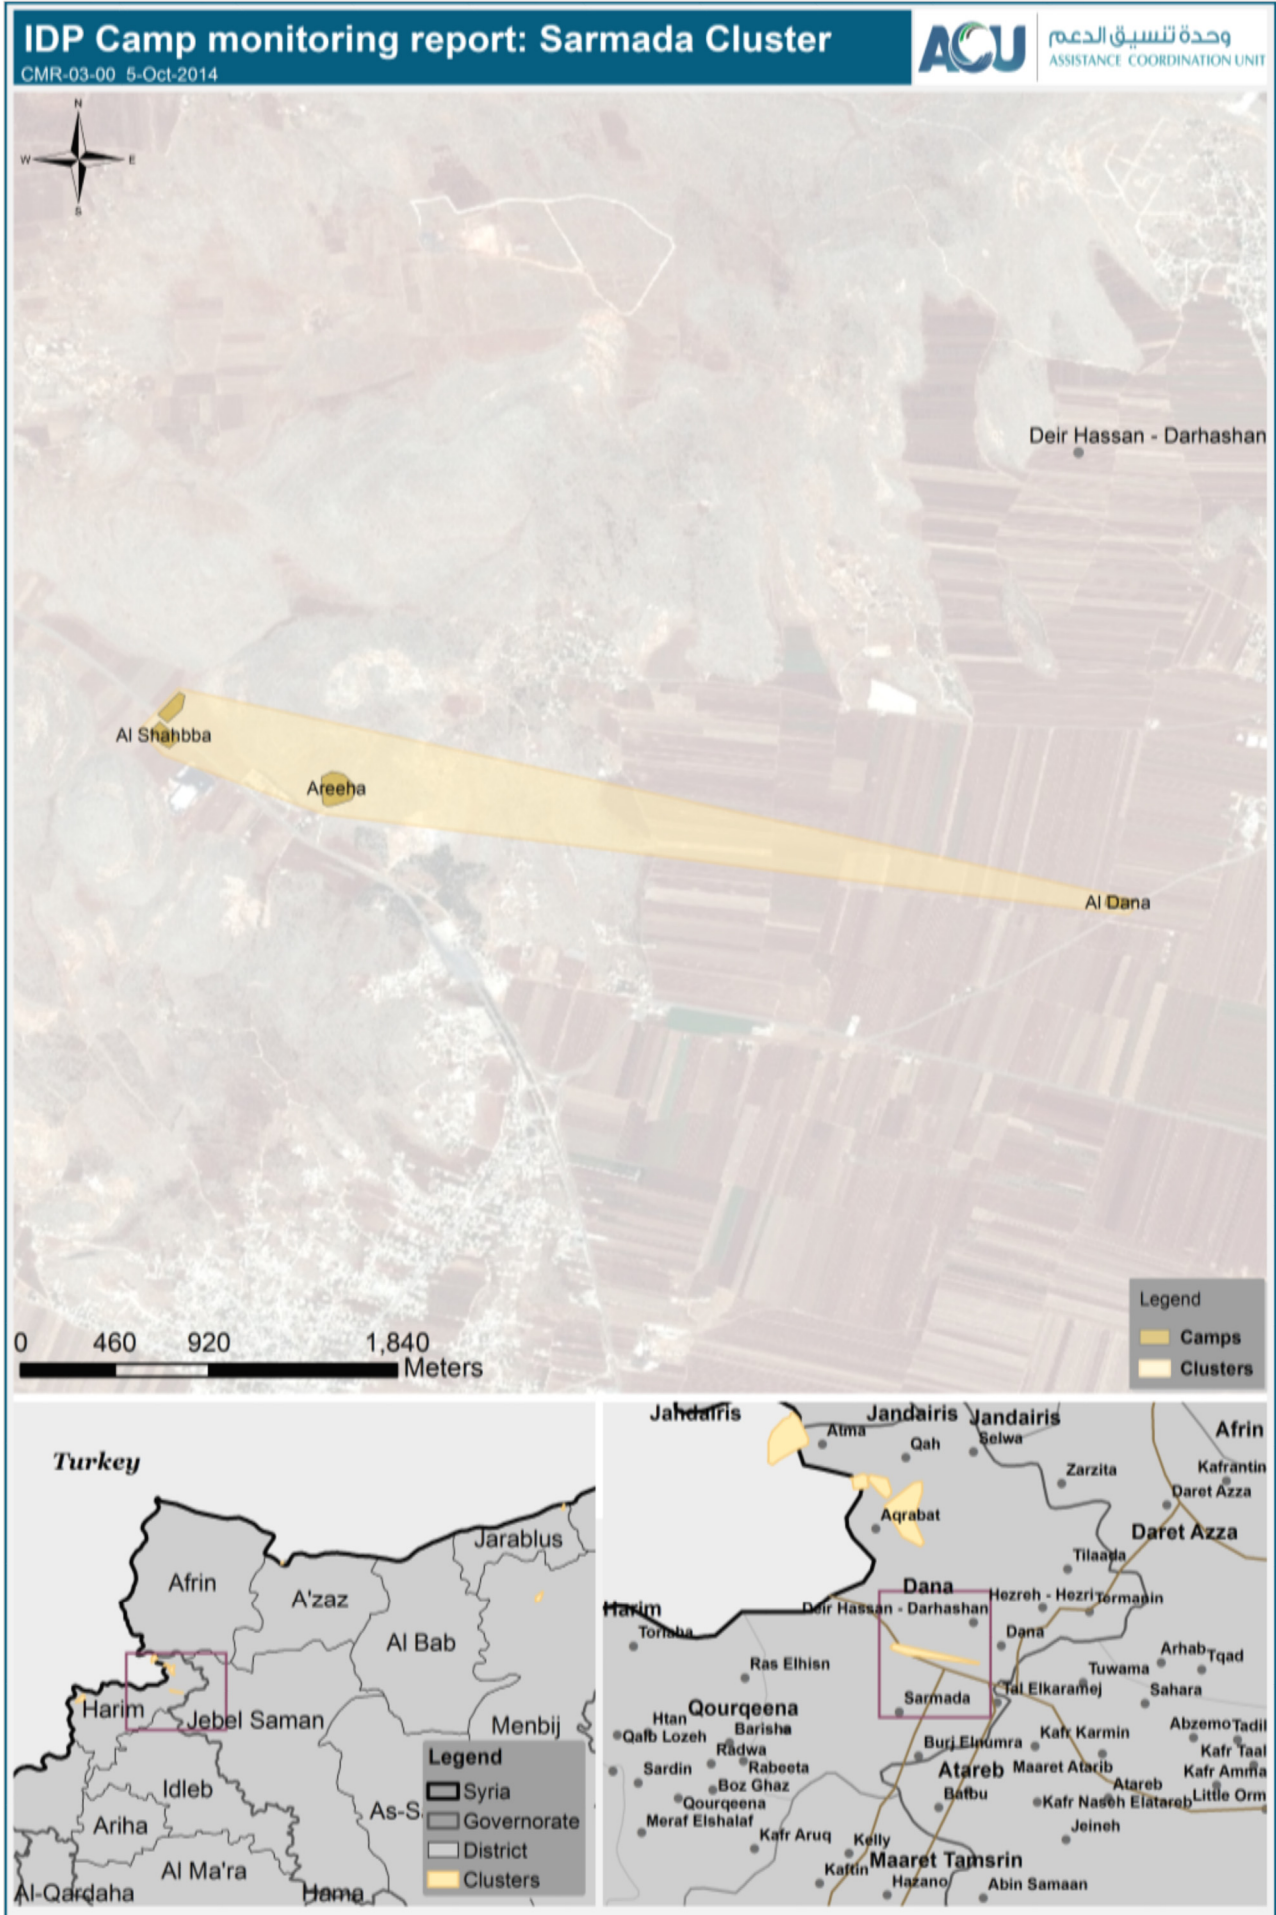 IDP Camp monitoring report: Sarmada Cluster
CMR-03-00 5-Oct-2014
ACU
وحدة تنسيق الدعم
ASSISTANCE COORDINATION UNIT
N
W
E
S
Deir Hassan - Darhashan
Al Shahbba
Areeha
Al Dana
0 460 920 1,840
Meters
Legend
Camps
Clusters
Turkey
Afrin
A'zaz
Jarablus
Al Bab
Harim
Jebel Saman
Menbij
Idleb
Ariha
As-S
Al Ma'ra
Al-Qardaha
Hama
Legend
Syria
Governorate
District
Clusters
Jandairis
Jandairis
Jandairis
Afrin
Atma
Qah
Selwa
Zarzita
Kafrantin
Daret Azza
Aqrabat
Daret Azza
Tilaada
Dana
Hezreh - Hezri
Termanin
Harim
Deir Hassan - Darhashan
Torlaba
Dana
Arhab
Tqad
Ras Elhisn
Tuwama
Tal Elkaramej
Sahara
Sarmada
Qourqeena
Htan
Barisha
Qalb Lozeh
Abzemo
Tadil
Kafr Karmin
Burj Elnumra
Radwa
Kafr Taal
Sardin
Rabeeta
Atareb
Maaret Atarib
Kafr Amma
Boz Ghaz
Atareb
Batbu
Qourqeena
Kafr Naseh Elatareb
Little Orm
Meraf Elshalaf
Jeineh
Kafr Aruq
Kelly
Maaret Tamsrin
Kaftin
Hazano
Abin Samaan